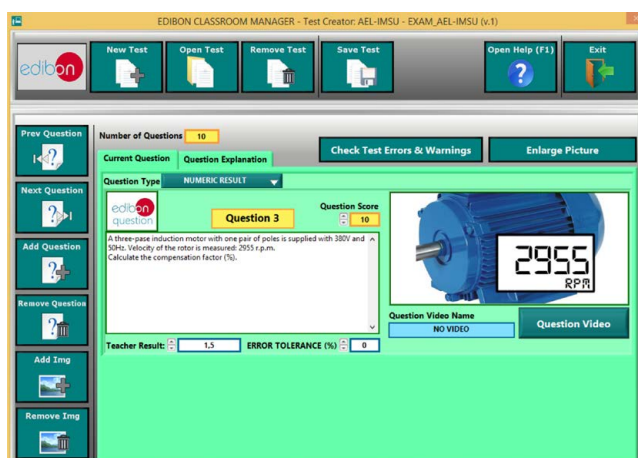 EDIBON CLASSROOM MANAGER - Test Creator: AEL-IMSU - EXAM_AEL-IMSU (v.1)
edibon
New Test
Open Test
Remove Test
Save Test
Open Help (F1)
Exit
Prev Question
Next Question
Add Question
Remove Question
Add Img
Remove Img
Number of Questions 10
Check Test Errors & Warnings
Enlarge Picture
Current Question
Question Explanation
Question Type NUMERIC RESULT
edibon
question
Question 3
Question Score
10
A three-pase induction motor with one pair of poles is supplied with 380V and
50Hz. Velocity of the rotor is measured: 2955 r.p.m.
Calculate the compensation factor (%).
Teacher Result: 1,5 ERROR TOLERANCE (%) 0
2955
RPM
Question Video Name
NO VIDEO
Question Video